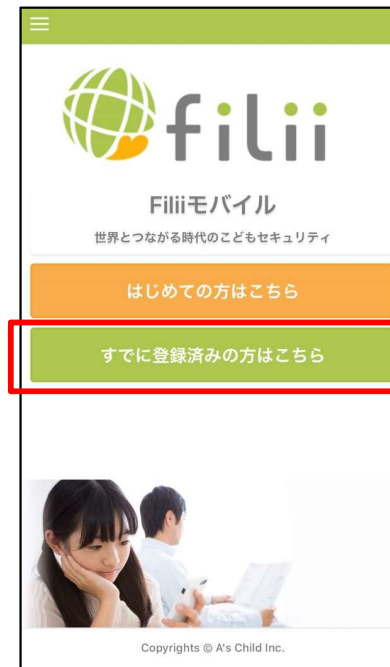 filii
Filiiモバイル
世界とつながる時代のこどもセキュリティ
はじめての方はこちら
すでに登録済みの方はこちら
Copyrights © A's Child Inc.